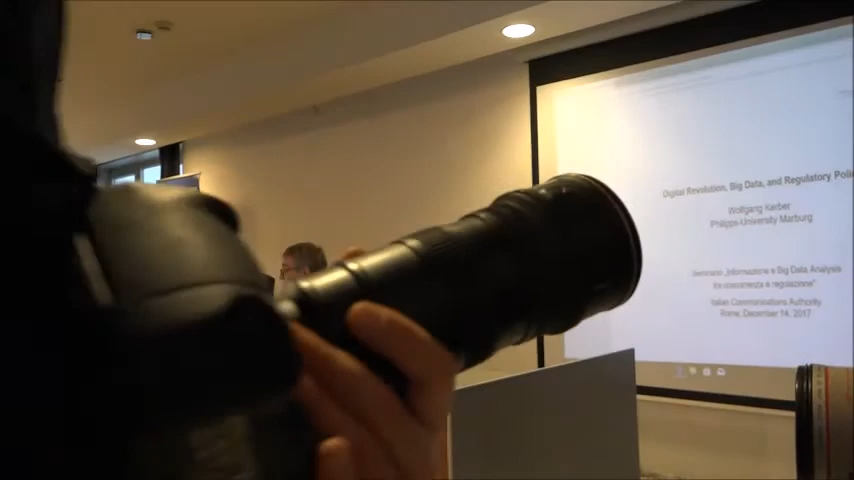 Digital Revolution, Big Data, and Regulatory Poli
Wolfgang Kerber
Philipps-University Marburg
Seminario „Informazione e Big Data Analysis
tra concorrenza e regolazione"
Italian Communications Authority
Rome, December 14, 2017